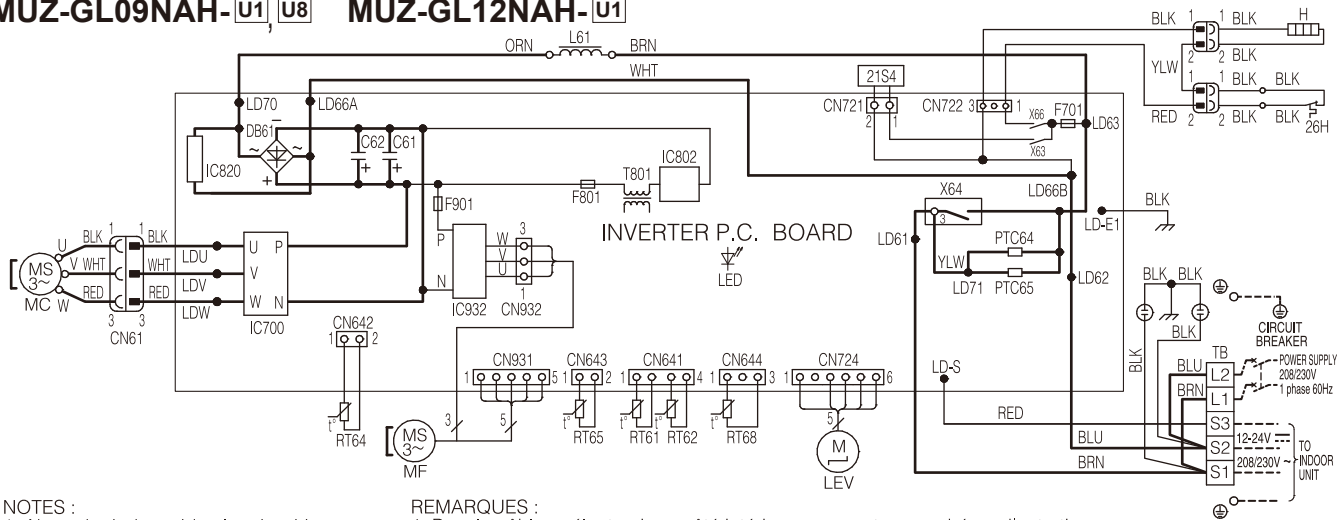 MUZ-GL09NAH-U1, U8 MUZ-GL12NAH-U1
ORN L61 BRN
WHT
BLK 1 1 H
2 2 BLK
YLW
1 1 BLK BLK
RED 2 2 BLK BLK 26H
21S4
CN721 2 1
CN722 3 1
X66 F701 LD63
X63
LD70 LD66A
DB61 −
~ ~
+
IC820
C62 + C61 +
F901
F801 T801 IC802
INVERTER P.C. BOARD
LED
X64
3
LD66B
LD61
YLW
PTC64
LD71 PTC65
LD62
LD-E1 BLK
MS 3~
MC
U BLK 1 1 BLK LDU
V WHT WHT LDV
W RED 3 3 RED LDW
CN61
U P
V
W N
IC700
P
N
IC932
W 3
V
U 1
CN932
CN642
1 2
t° RT64
3
MS 3~
MF
CN931
1 5
5
CN643
1 2
t° RT65
CN641
1 4
t° RT61 t° RT62
CN644
1 3
t° RT68
CN724
1 6
5
M
LEV
LD-S
RED
BLU
BRN
BLK BLK
BLK
BLK
BLU
BRN
TB
L2
L1
S3
S2
S1
CIRCUIT
BREAKER
POWER SUPPLY
208/230V
1 phase 60Hz
12-24V
208/230V ~
TO
INDOOR
UNIT
NOTES :
REMARQUES :